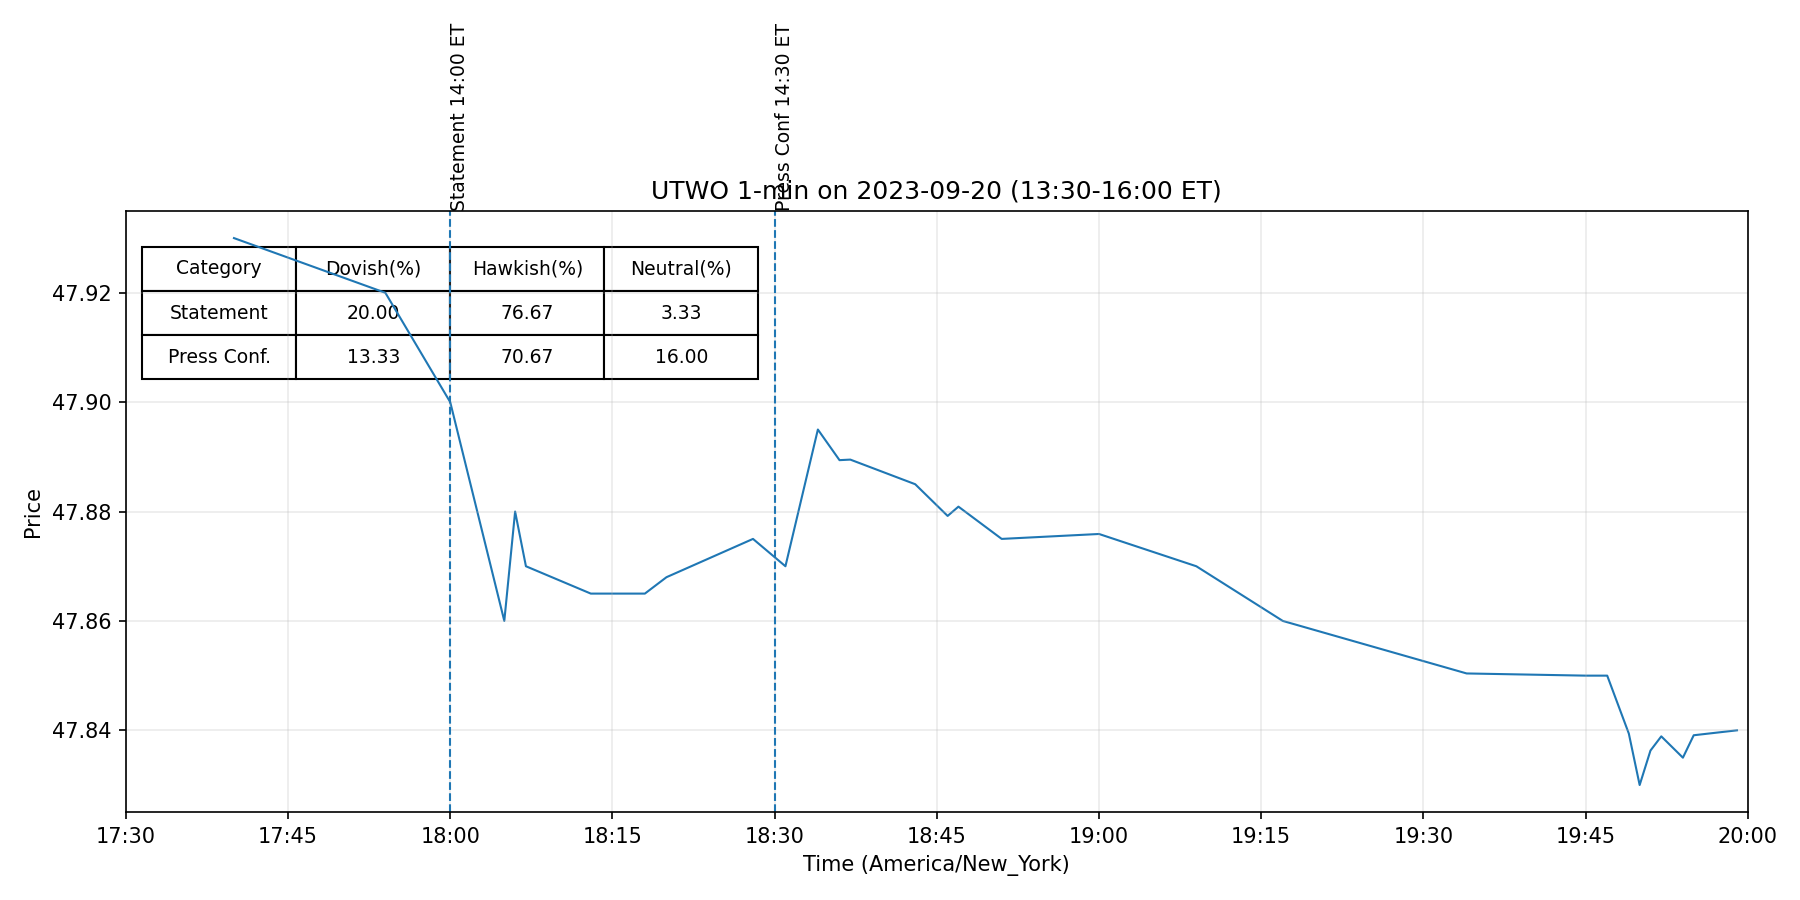 Statement 14:00 ET
Press Conf 14:30 ET
UTWO 1-min on 2023-09-20 (13:30-16:00 ET)
Category Dovish(%) Hawkish(%) Neutral(%)
Statement 20.00 76.67 3.33
Press Conf. 13.33 70.67 16.00
Price
47.92
47.90
47.88
47.86
47.84
17:30 17:45 18:00 18:15 18:30 18:45 19:00 19:15 19:30 19:45 20:00
Time (America/New_York)